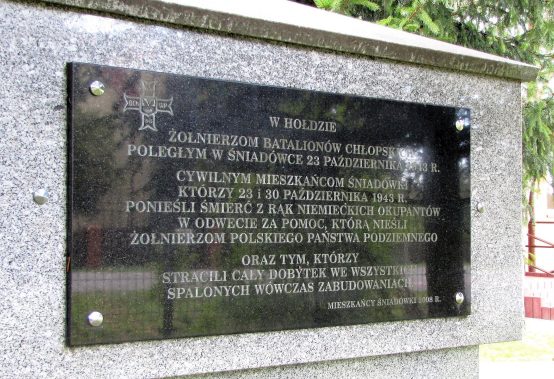 W HOŁDZIE
ŻOŁNIERZOM BATALIONÓW
POLEGŁYM W ŚNIADÓWCE 23 PAŹDZIERNIKA R.
CYWILNYM MIESZKAŃCOM ŚNIADÓWKI
KTÓRZY 23 i 30 PAŹDZIERNIKA 1943 R.
PONIEŚLI ŚMIERĆ Z RĄK NIEMIECKICH OKUPANTÓW
W ODWECIE ZA POMOC, KTÓRĄ NIEŚLI
ŻOŁNIERZOM POLSKIEGO PAŃSTWA PODZIEMNEGO
ORAZ TYM, KTÓRZY
STRACILI CAŁY DOBYTEK WE WSZYSTKICH
SPALONYCH WÓWCZAS ZABUDOWANIACH
MIESZKAŃCY ŚNIADÓWKI 2008 R.